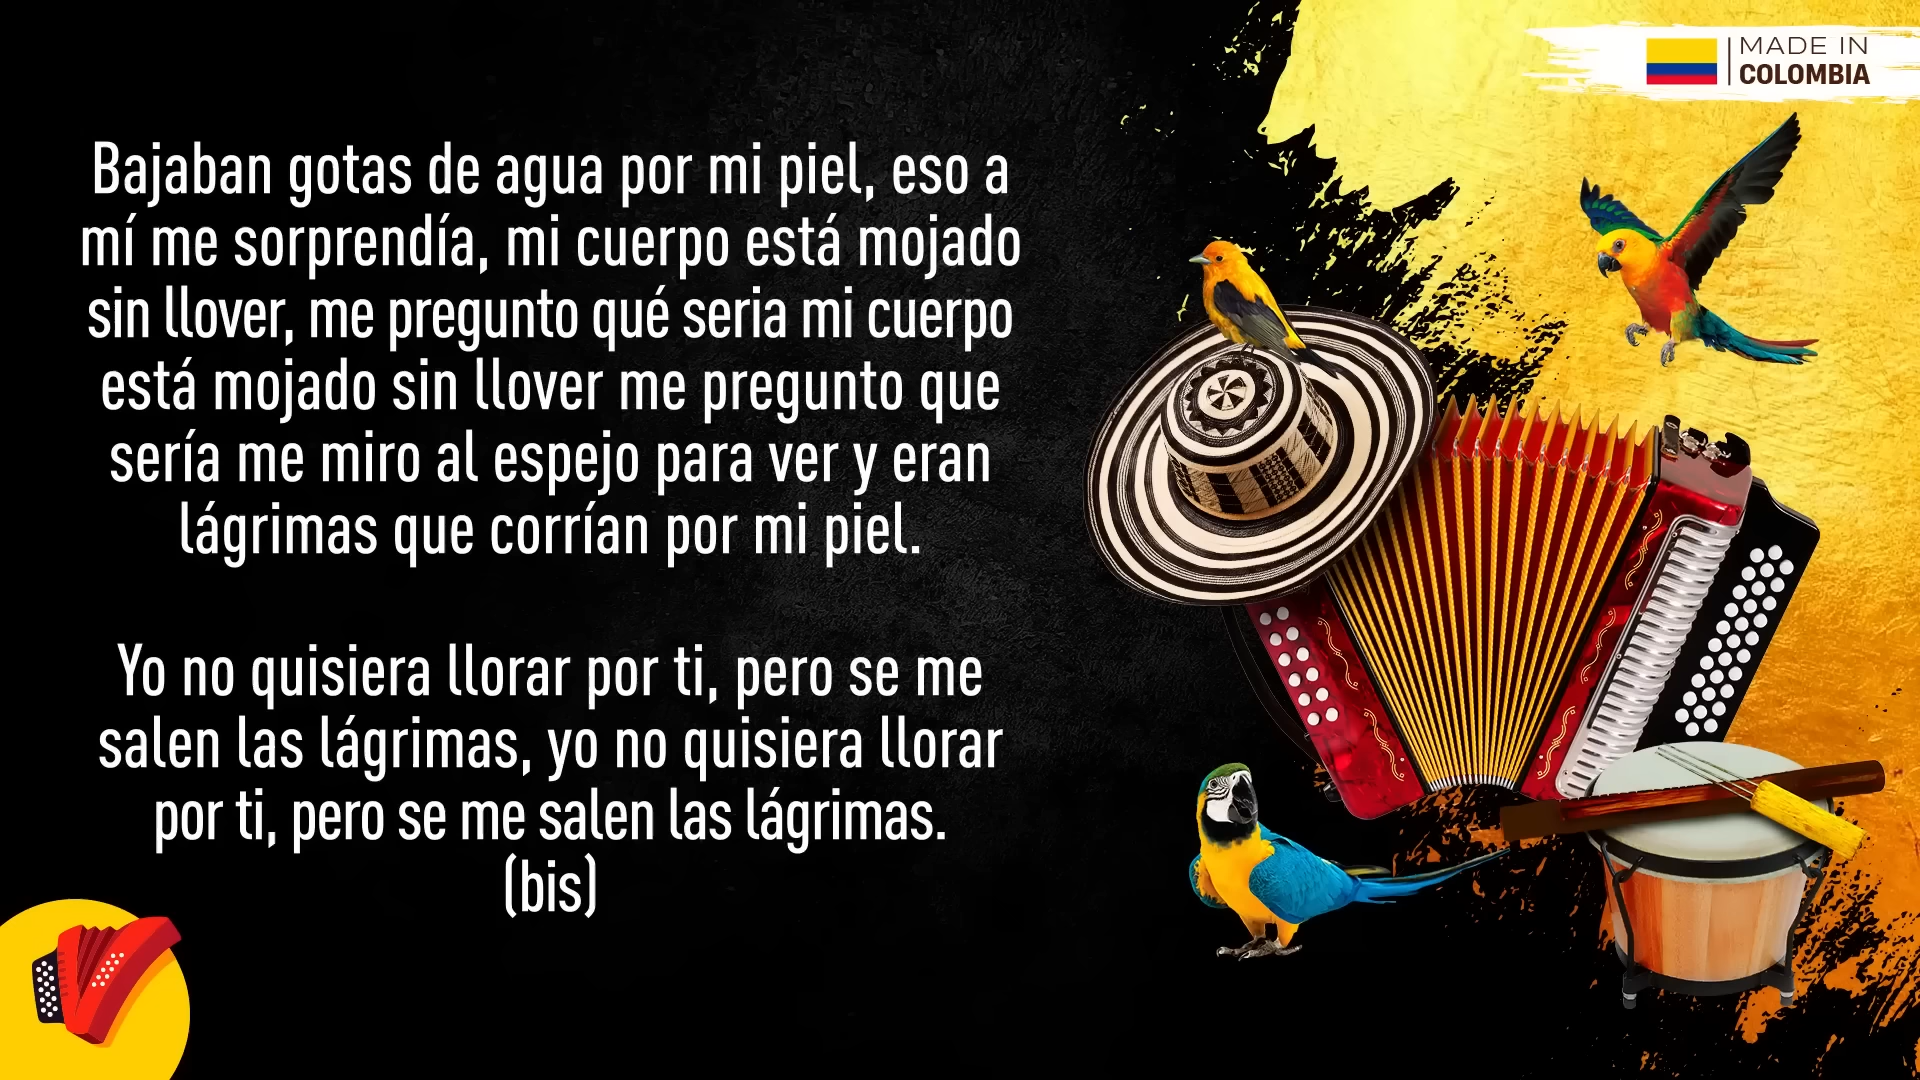 MADE IN
COLOMBIA
Bajaban gotas de agua por mi piel, eso a
mí me sorprendía, mi cuerpo está mojado
sin llover, me pregunto qué seria mi cuerpo
está mojado sin llover me pregunto que
sería me miro al espejo para ver y eran
lágrimas que corrían por mi piel.
Yo no quisiera llorar por ti, pero se me
salen las lágrimas, yo no quisiera llorar
por ti, pero se me salen las lágrimas.
(bis)